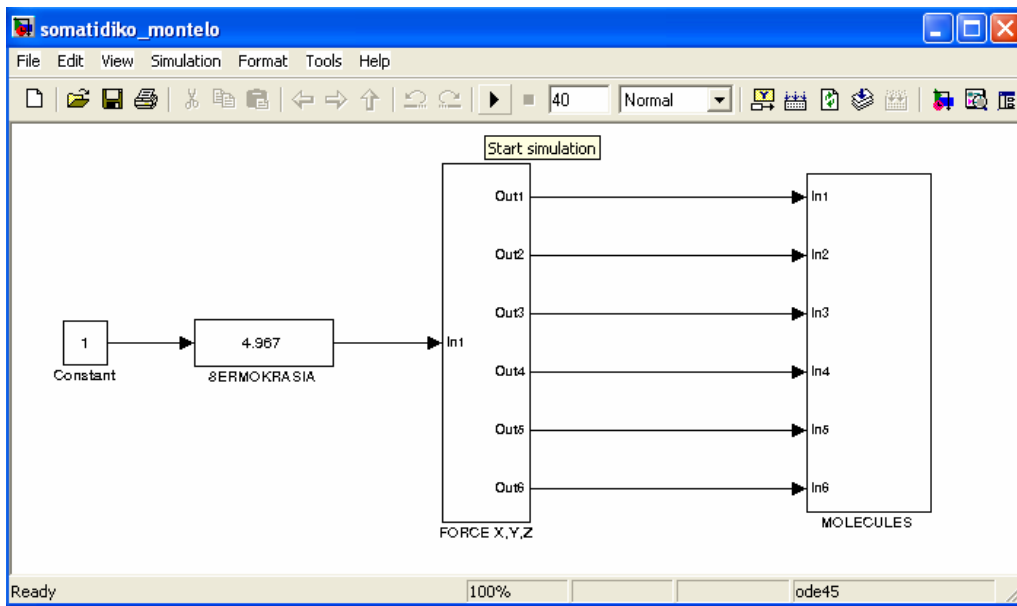 somatidiko_montelo
File Edit View Simulation Format Tools Help
40 Normal
Start simulation
Out1 In1
Out2 In2
Out3 In3
1 4.967 In1
Constant 8ERMOKRASIA
Out4 In4
Out5 In5
Out6 In6
FORCE X,Y,Z MOLECULES
Ready 100% ode45